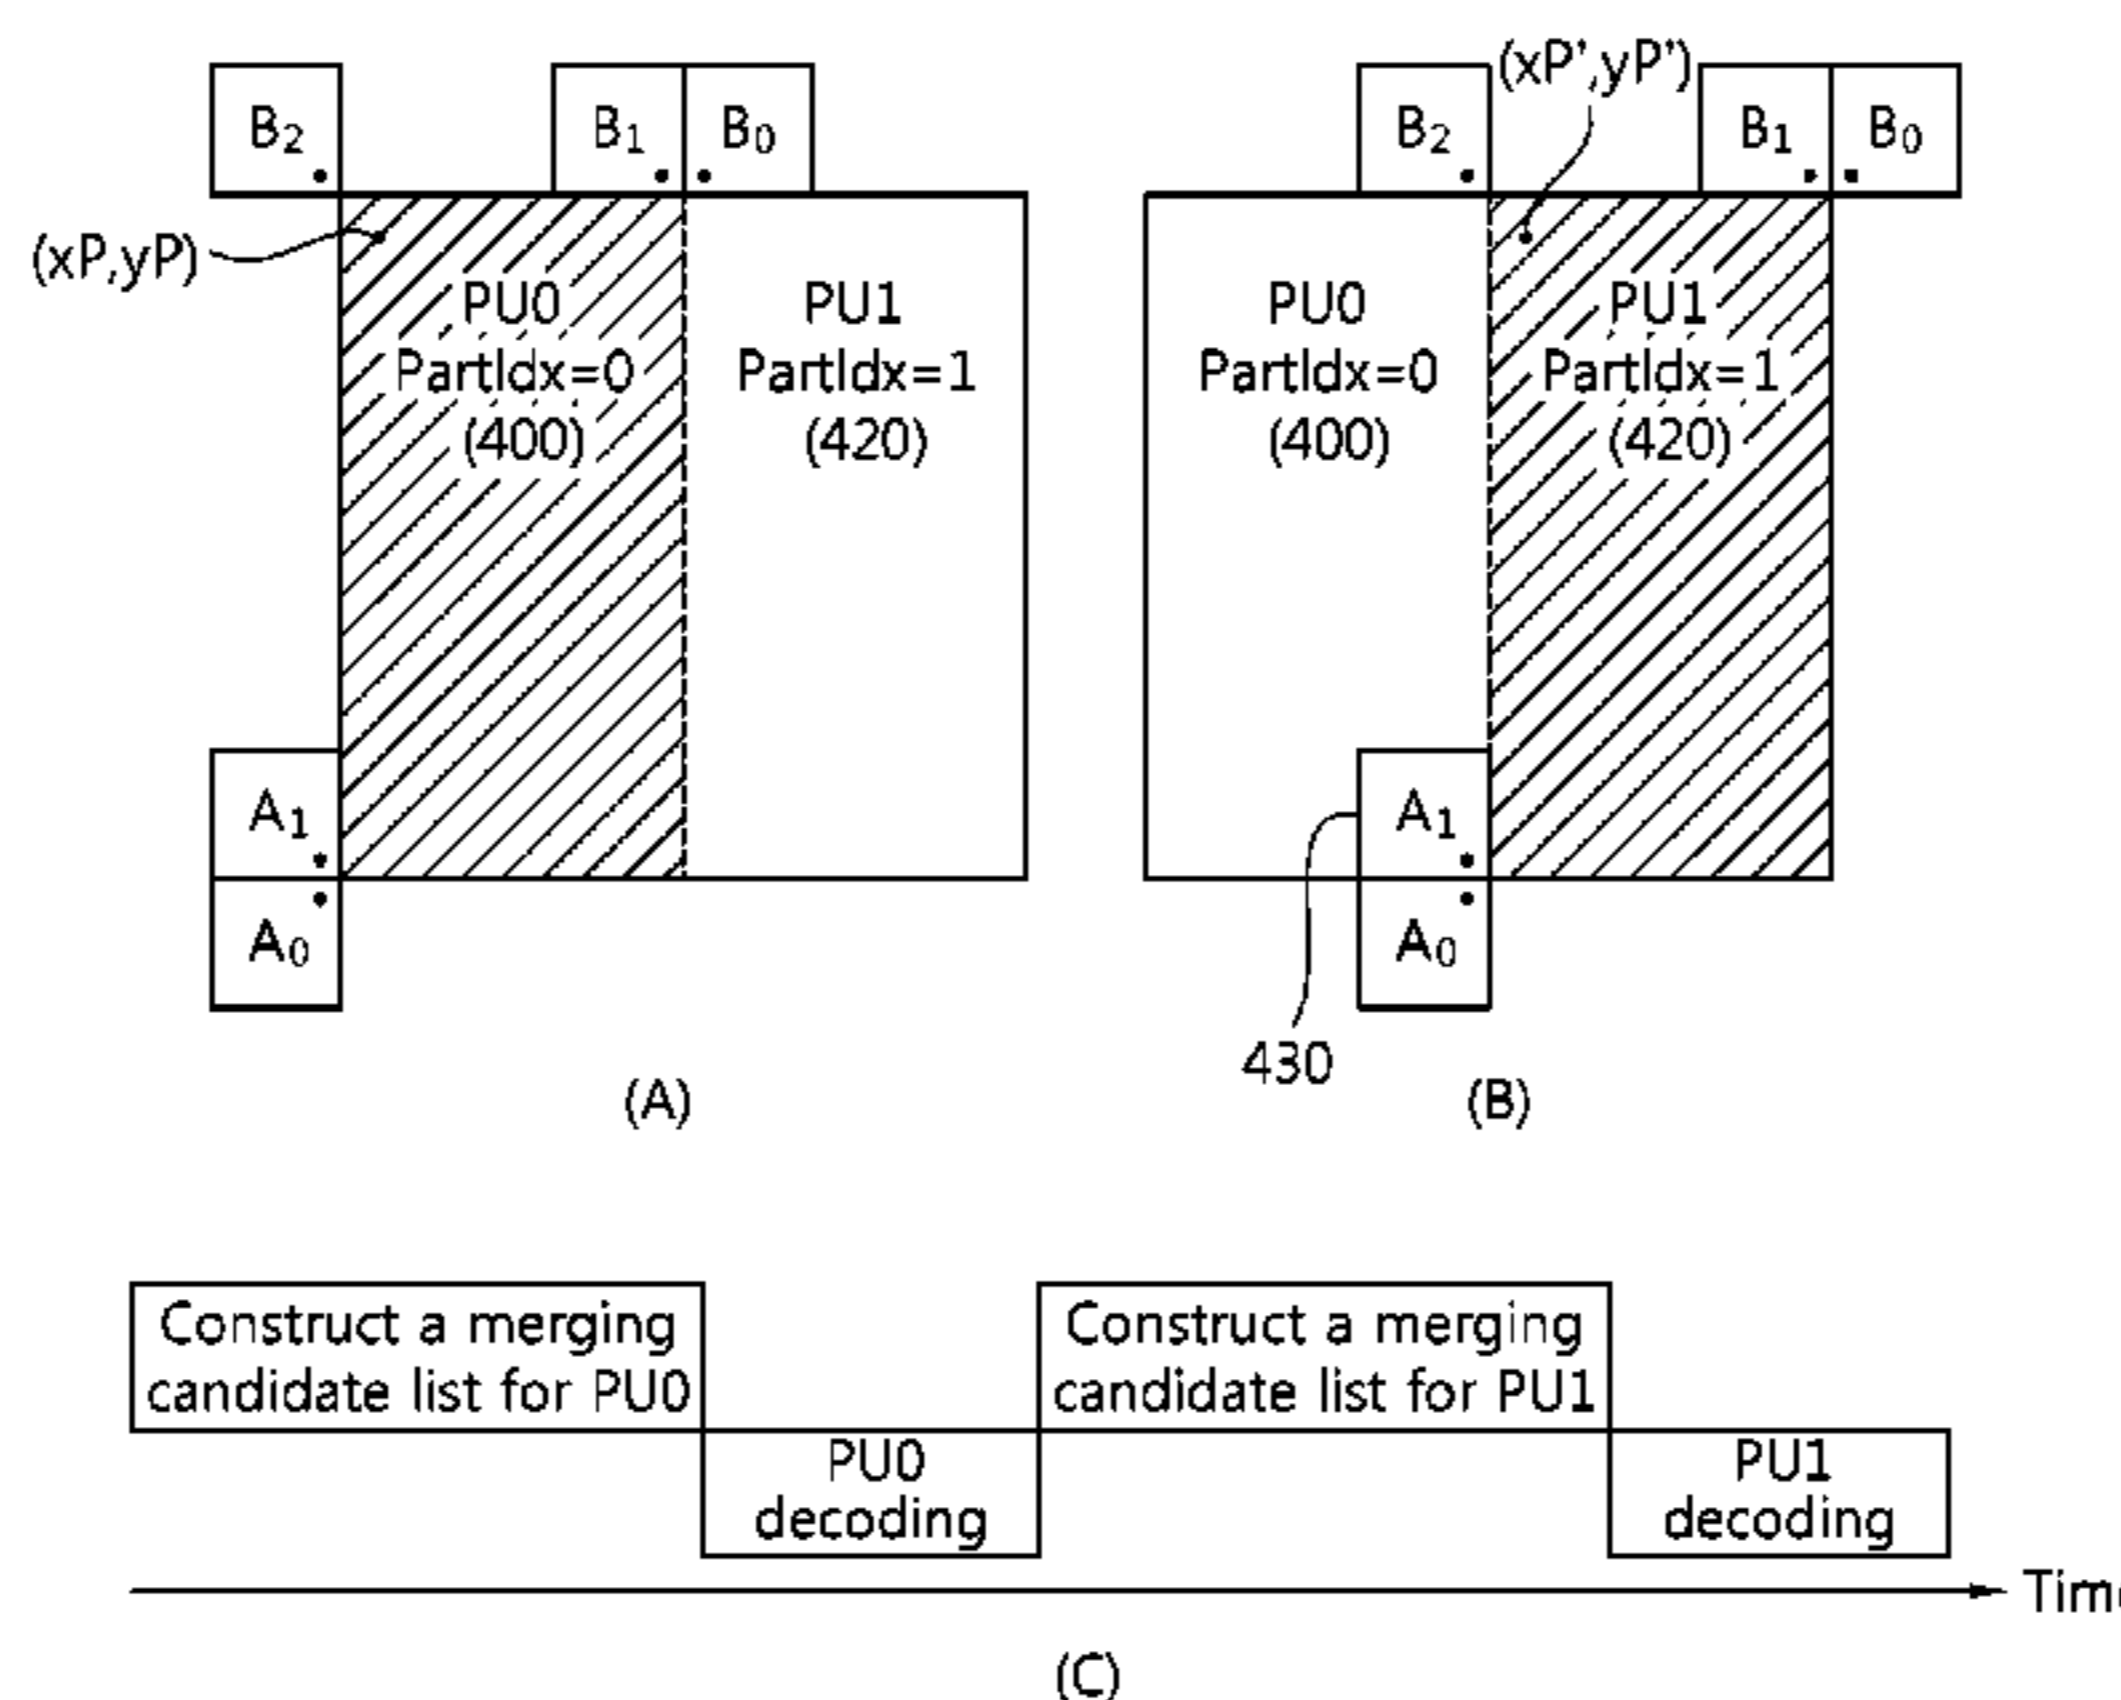 B2
B1
B0
(xP,yP)
PU0
PartIdx=0
(400)
PU1
PartIdx=1
(420)
A1
A0
(A)
B2
(xP',yP')
B1
B0
PU0
PartIdx=0
(400)
PU1
PartIdx=1
(420)
A1
A0
430
(B)
Construct a merging
candidate list for PU0
PU0
decoding
Construct a merging
candidate list for PU1
PU1
decoding
(C)